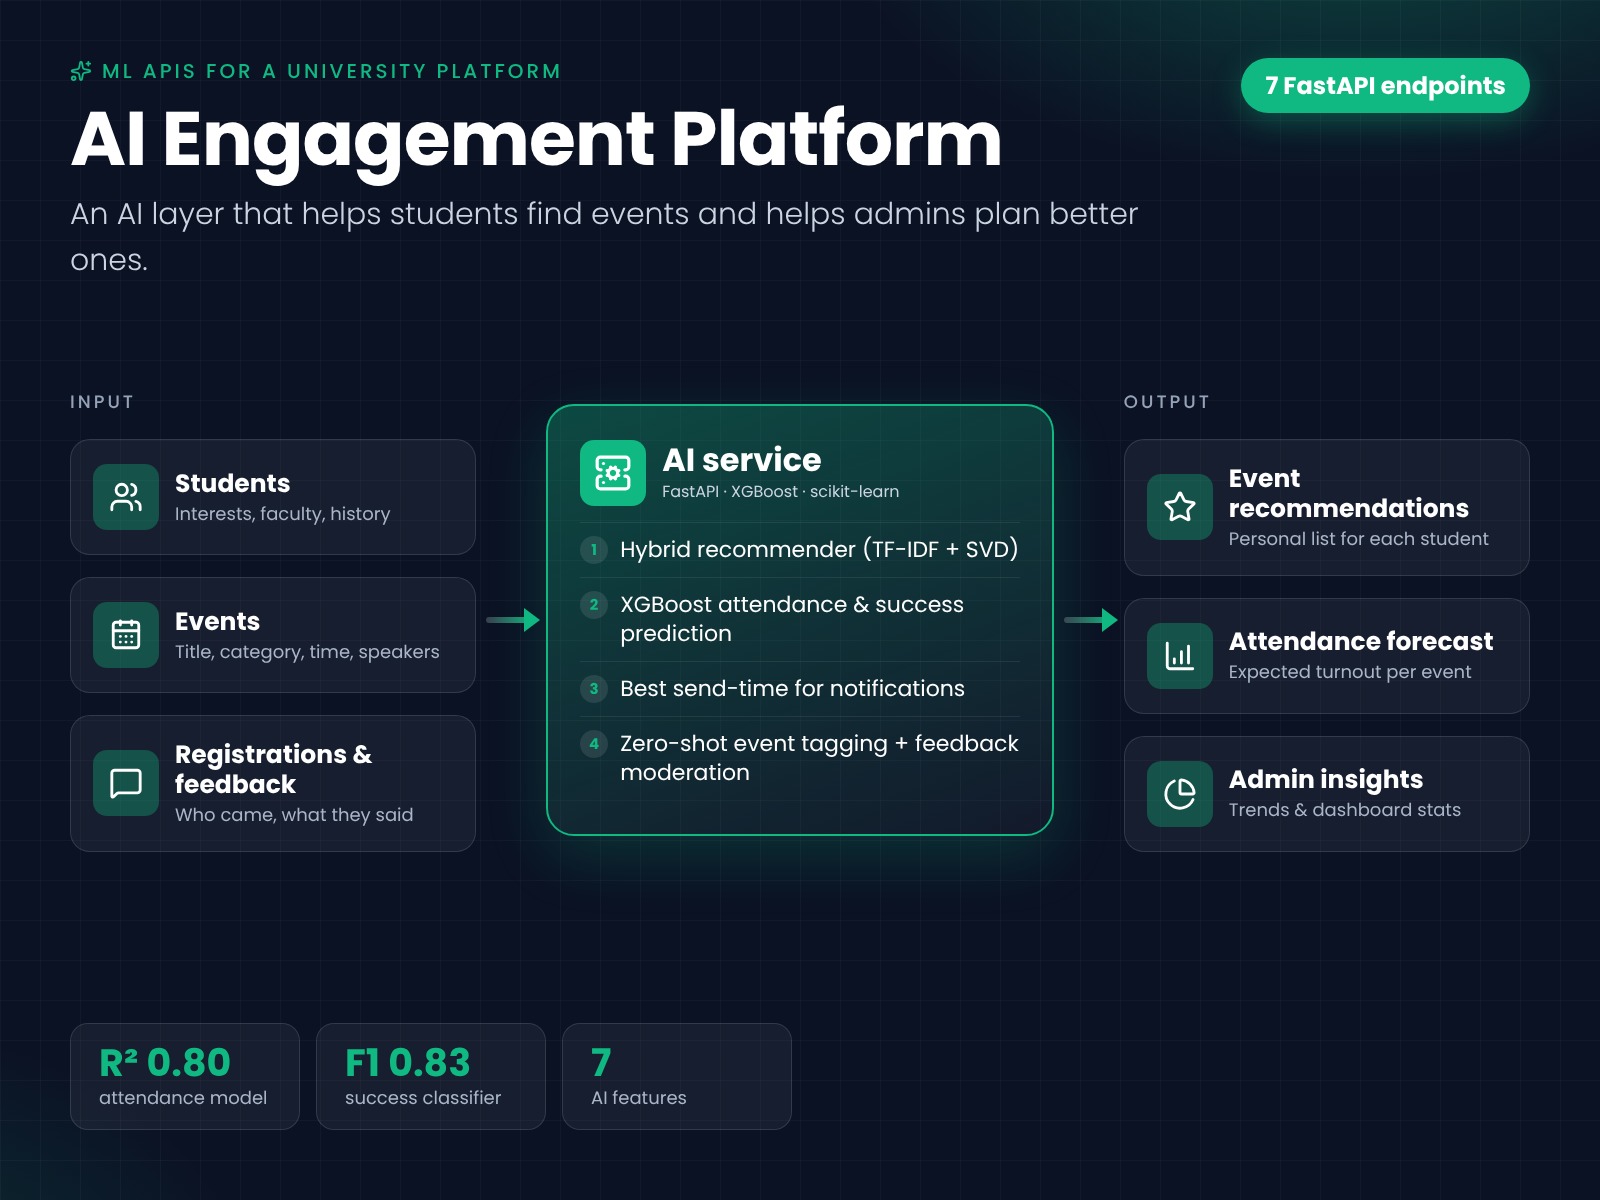 ML APIS FOR A UNIVERSITY PLATFORM
7 FastAPI endpoints
AI Engagement Platform
An AI layer that helps students find events and helps admins plan better
ones.
INPUT
Students
Interests, faculty, history
Events
Title, category, time, speakers
Registrations &
feedback
Who came, what they said
AI service
FastAPI · XGBoost · scikit-learn
1 Hybrid recommender (TF-IDF + SVD)
2 XGBoost attendance & success
prediction
3 Best send-time for notifications
4 Zero-shot event tagging + feedback
moderation
OUTPUT
Event
recommendations
Personal list for each student
Attendance forecast
Expected turnout per event
Admin insights
Trends & dashboard stats
R² 0.80
attendance model
F1 0.83
success classifier
7
AI features